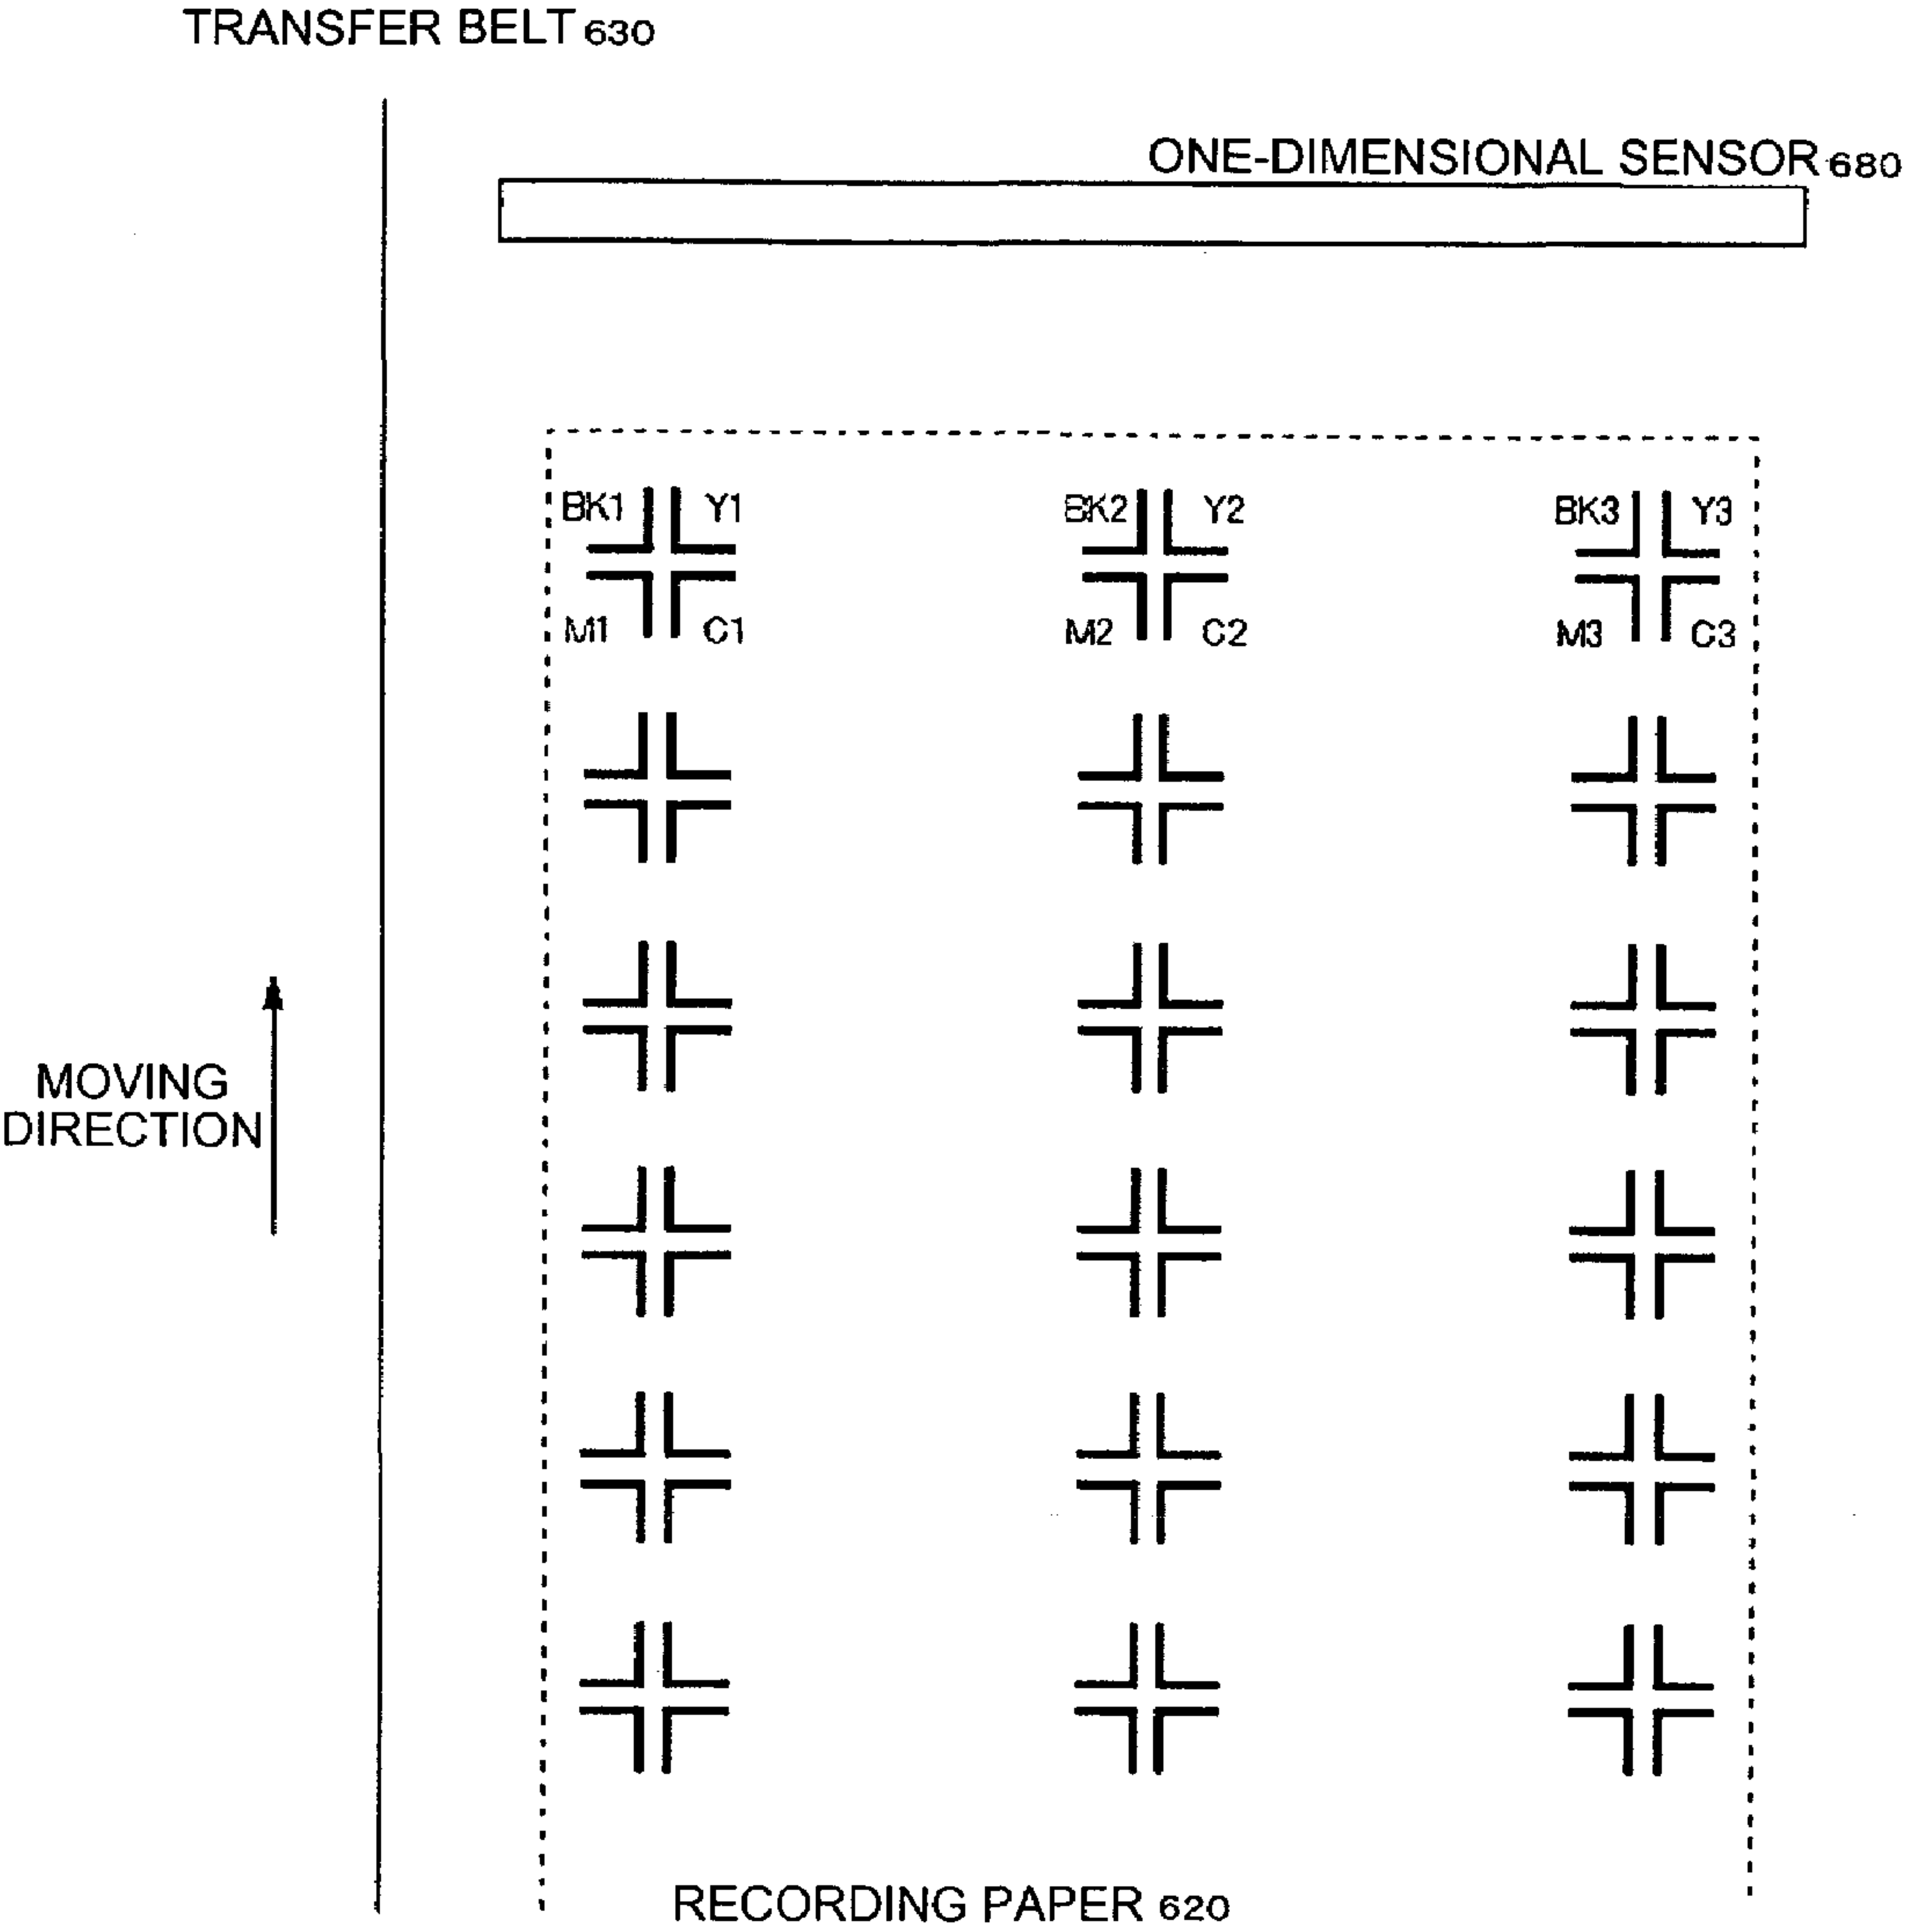 TRANSFER BELT 630
ONE-DIMENSIONAL SENSOR 680
BK1 Y1 BK2 Y2 BK3 Y3
M1 C1 M2 C2 M3 C3
MOVING
DIRECTION
RECORDING PAPER 620